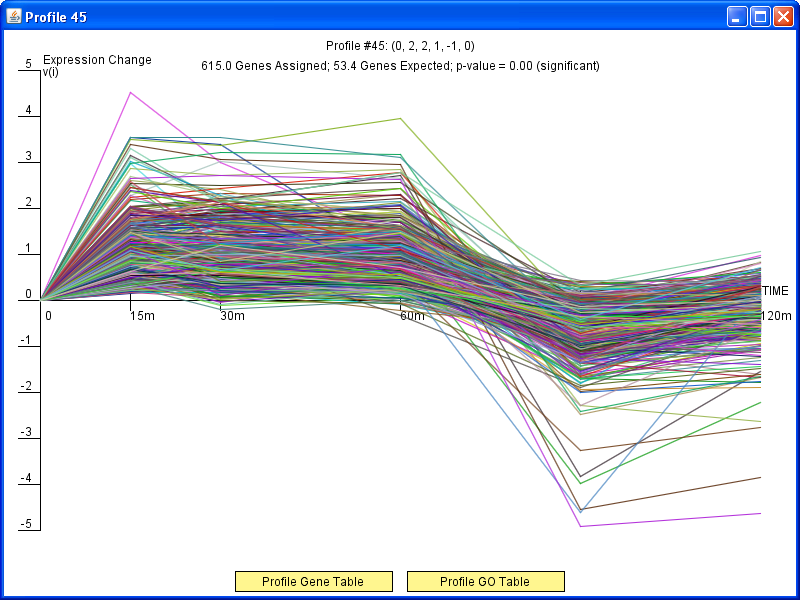 Profile 45
Profile #45: (0, 2, 2, 1, -1, 0)
615.0 Genes Assigned; 53.4 Genes Expected; p-value = 0.00 (significant)
Expression Change
v(i)
5
4
3
2
1
0
-1
-2
-3
-4
-5
0
15m
30m
60m
120m
TIME
Profile Gene Table
Profile GO Table